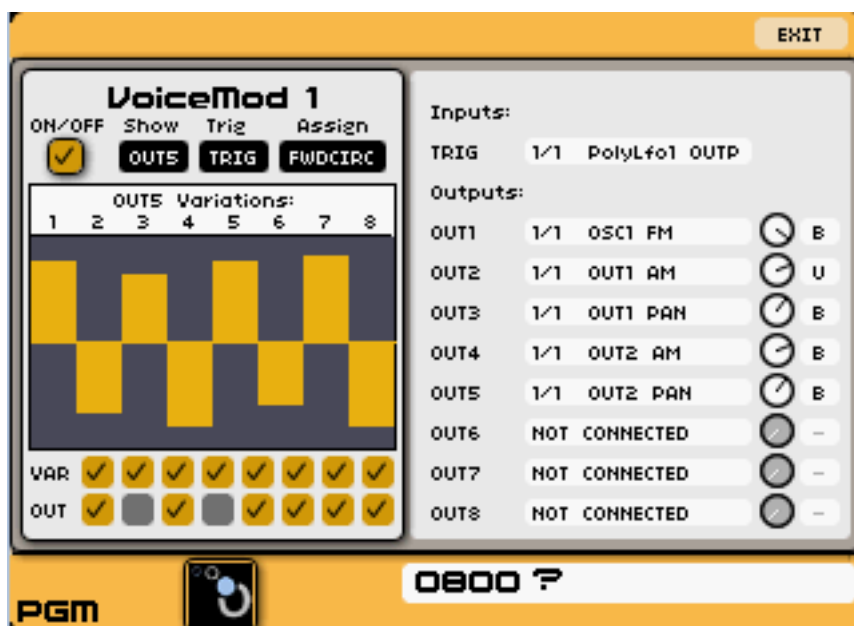 EXIT
VoiceMod 1
ON/OFF Show Trig Assign
OUT5 TRIG FWDCIRC
OUT5 Variations:
1 2 3 4 5 6 7 8
VAR
OUT
Inputs:
TRIG 1/1 PolyLfo1 OUTP
Outputs:
OUT1 1/1 OSC1 FM B
OUT2 1/1 OUT1 AM U
OUT3 1/1 OUT1 PAN B
OUT4 1/1 OUT2 AM B
OUT5 1/1 OUT2 PAN B
OUT6 NOT CONNECTED -
OUT7 NOT CONNECTED -
OUT8 NOT CONNECTED -
PGM
0800 ?